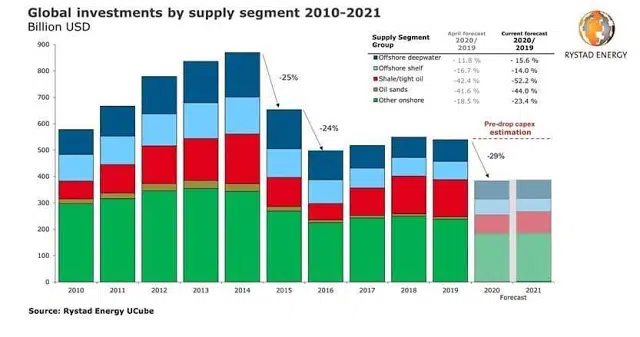 Global investments by supply segment 2010-2021
Billion USD
RYSTAD ENERGY
Supply Segment Group April forecast 2020/2019 Current forecast 2020/2019
Offshore deepwater - 11.8 % - 15.6 %
Offshore shelf -16.7 % -14.0 %
Shale/tight oil -42.4 % -52.2 %
Oil sands -41.6 % -44.0 %
Other onshore -18.5 % -23.4 %
Pre-drop capex
estimation
-25%
-24%
-29%
900
800
700
600
500
400
300
200
100
0
2010 2011 2012 2013 2014 2015 2016 2017 2018 2019 2020 2021
Forecast
Source: Rystad Energy UCube